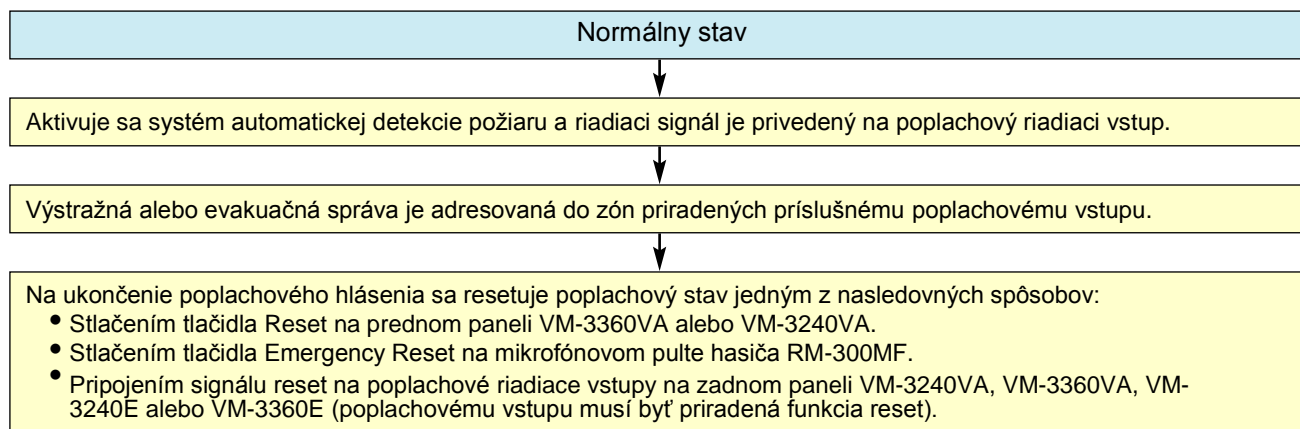 Normálny stav
Aktivuje sa systém automatickej detekcie požiaru a riadiaci signál je privedený na poplachový riadiaci vstup.
Výstražná alebo evakuačná správa je adresovaná do zón priradených príslušnému poplachovému vstupu.
Na ukončenie poplachového hlásenia sa resetuje poplachový stav jedným z nasledovných spôsobov:
• Stlačením tlačidla Reset na prednom paneli VM-3360VA alebo VM-3240VA.
• Stlačením tlačidla Emergency Reset na mikrofónovom pulte hasiča RM-300MF.
• Pripojením signálu reset na poplachové riadiace vstupy na zadnom paneli VM-3240VA, VM-3360VA, VM-
3240E alebo VM-3360E (poplachovému vstupu musí byť priradená funkcia reset).